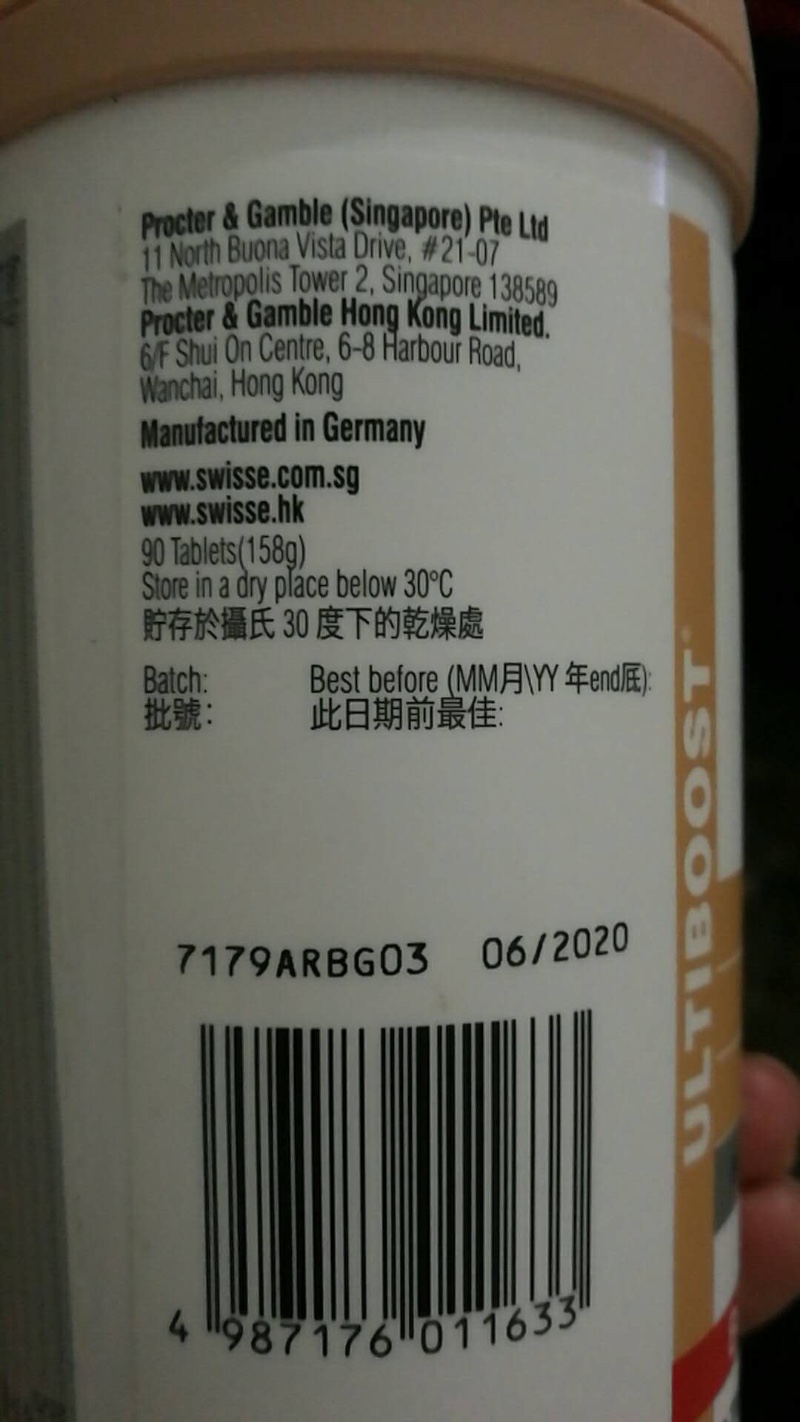 Procter & Gamble (Singapore) Pte Ltd
11 North Buona Vista Drive, #21-07
The Metropolis Tower 2, Singapore 138589
Procter & Gamble Hong Kong Limited.
6/F Shui On Centre, 6-8 Harbour Road,
Wanchai, Hong Kong
Manufactured in Germany
www.swisse.com.sg
www.swisse.hk
90 Tablets(158g)
Store in a dry place below 30°C
貯存於攝氏 30 度下的乾燥處
Batch: Best before (MM月\YY 年end底):
批號： 此日期前最佳:
7179ARBG03 06/2020
4 987176 011633
ULTIBOOST